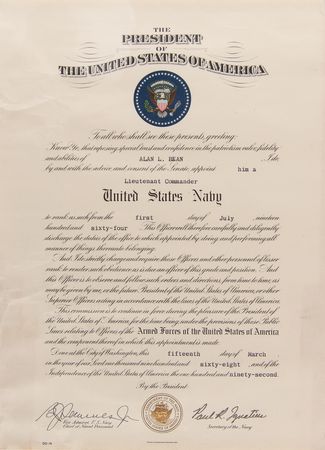 THE
PRESIDENT
OF
THE UNITED STATES OF AMERICA
To all who shall see these presents, greeting:
Know Ye, that reposing special trust and confidence in the patriotism, valor, fidelity
and abilities of ALAN L. BEAN I do
by and with the advice and consent of the Senate appoint him a
Lieutenant Commander
United States Navy
to rank as such from the first day of July, nineteen
hundred and sixty-four This Officer will therefore carefully and diligently
discharge the duties of the office to which appointed by doing and performing all
manner of things thereunto belonging.
And I do strictly charge and require those Officers and other personnel of lesser
rank to render such obedience as is due an officer of this grade and position. And
this Officer is to observe and follow such orders and directions, from time to time, as
may be given by me, or the future President of the United States of America, or other
Superior Officers acting in accordance with the laws of the United States of America.
This commission is to continue in force during the pleasure of the President of
the United States of America for the time being, under the provisions of those Public
Laws relating to Officers of the Armed Forces of the United States of America
and the component thereof in which this appointment is made.
Done at the City of Washington, this fifteenth day of March
in the year of our Lord one thousand nine hundred and sixty-eight, and of the
Independence of the United States of America the one hundred and ninety-second.
By the President
Vice Admiral, U. S. Navy
Chief of Naval Personnel
Paul R. Ignatius
Secretary of the Navy